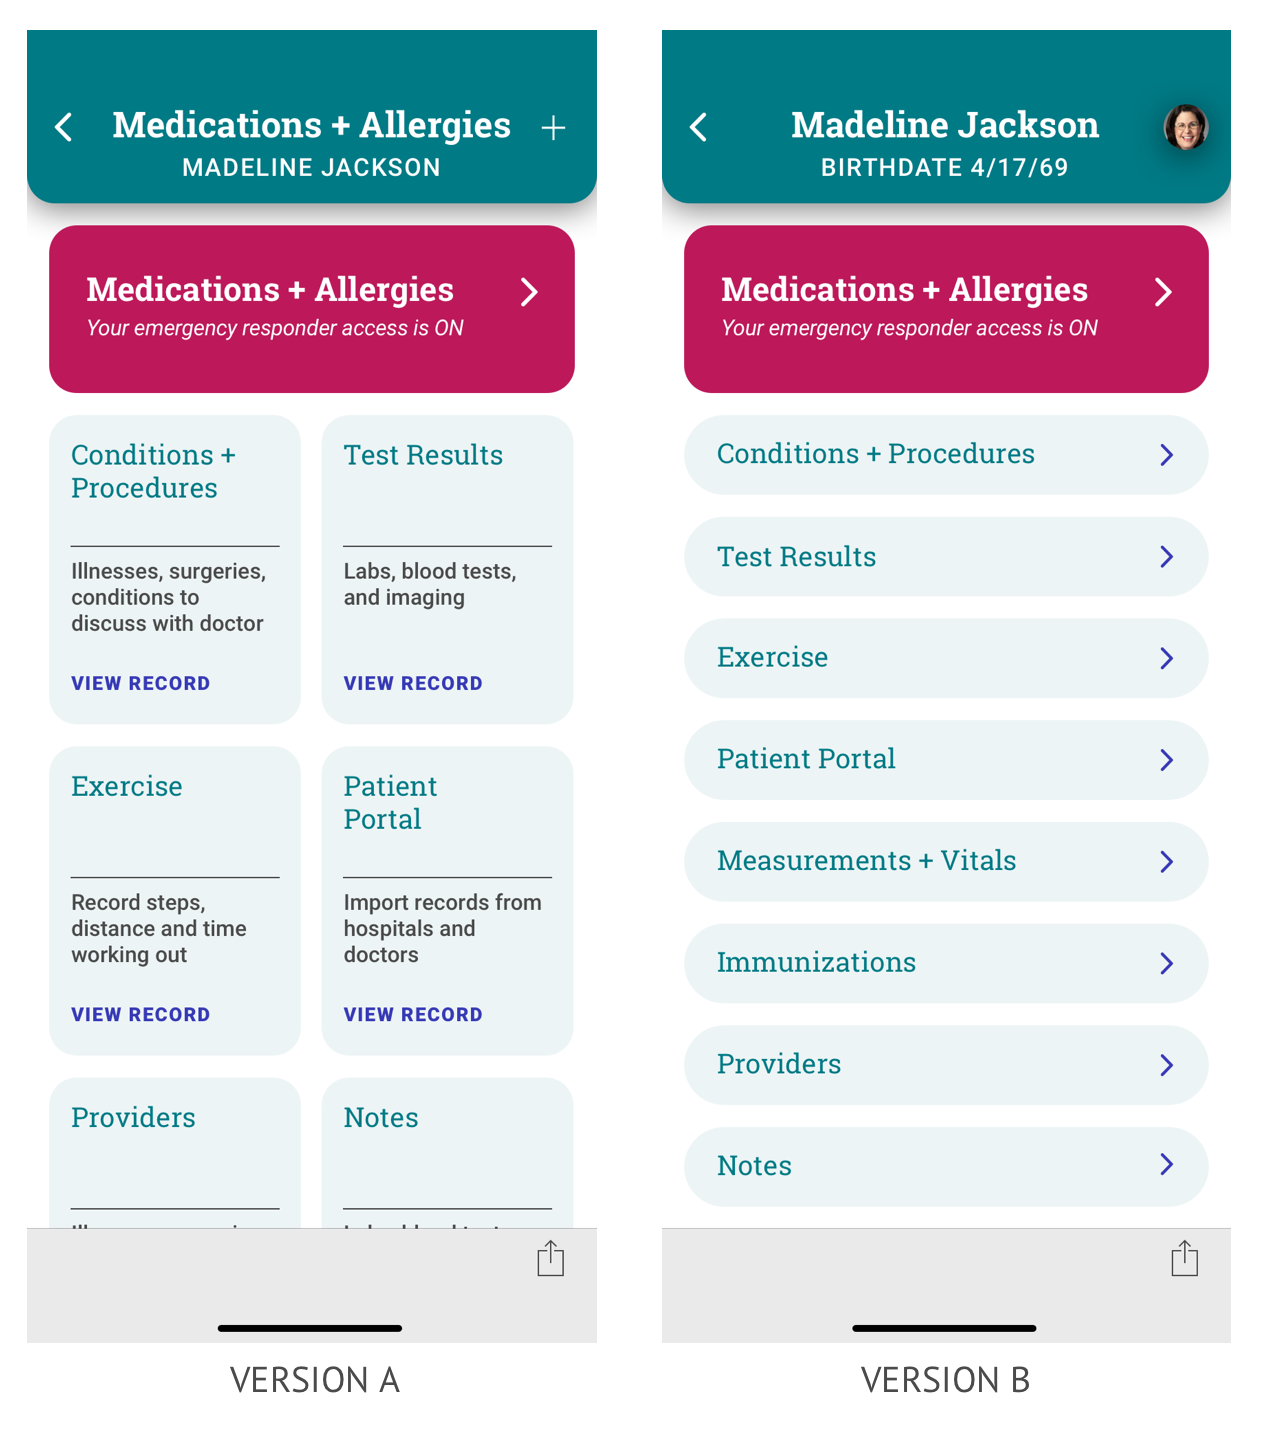 Medications + Allergies
MADELINE JACKSON
Medications + Allergies
Your emergency responder access is ON
Conditions +
Procedures
Illnesses, surgeries,
conditions to
discuss with doctor
VIEW RECORD
Test Results
Labs, blood tests,
and imaging
VIEW RECORD
Exercise
Record steps,
distance and time
working out
VIEW RECORD
Patient
Portal
Import records from
hospitals and
doctors
VIEW RECORD
Providers
Notes
VERSION A
Madeline Jackson
BIRTHDATE 4/17/69
Medications + Allergies
Your emergency responder access is ON
Conditions + Procedures
Test Results
Exercise
Patient Portal
Measurements + Vitals
Immunizations
Providers
Notes
VERSION B